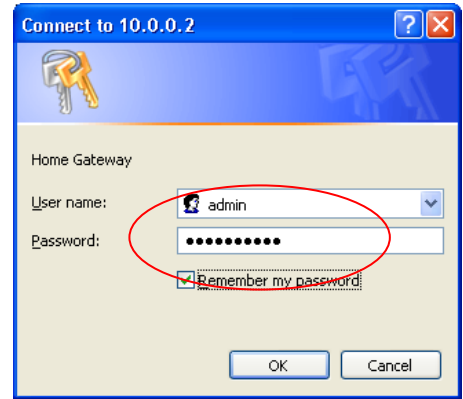 Connect to 10.0.0.2
Home Gateway
User name:
admin
Password:
●●●●●●●●●●
Remember my password
OK
Cancel